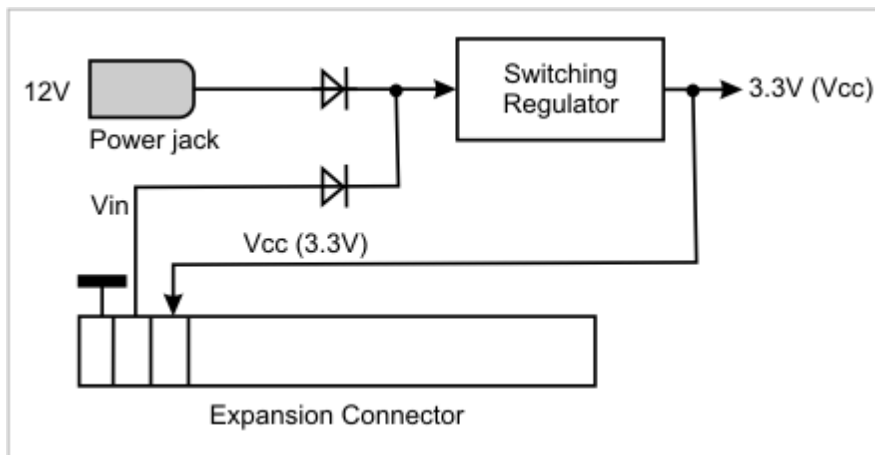 Switching
Regulator
12V
3.3V (Vcc)
Power jack
Vin
Vcc (3.3V)
Expansion Connector